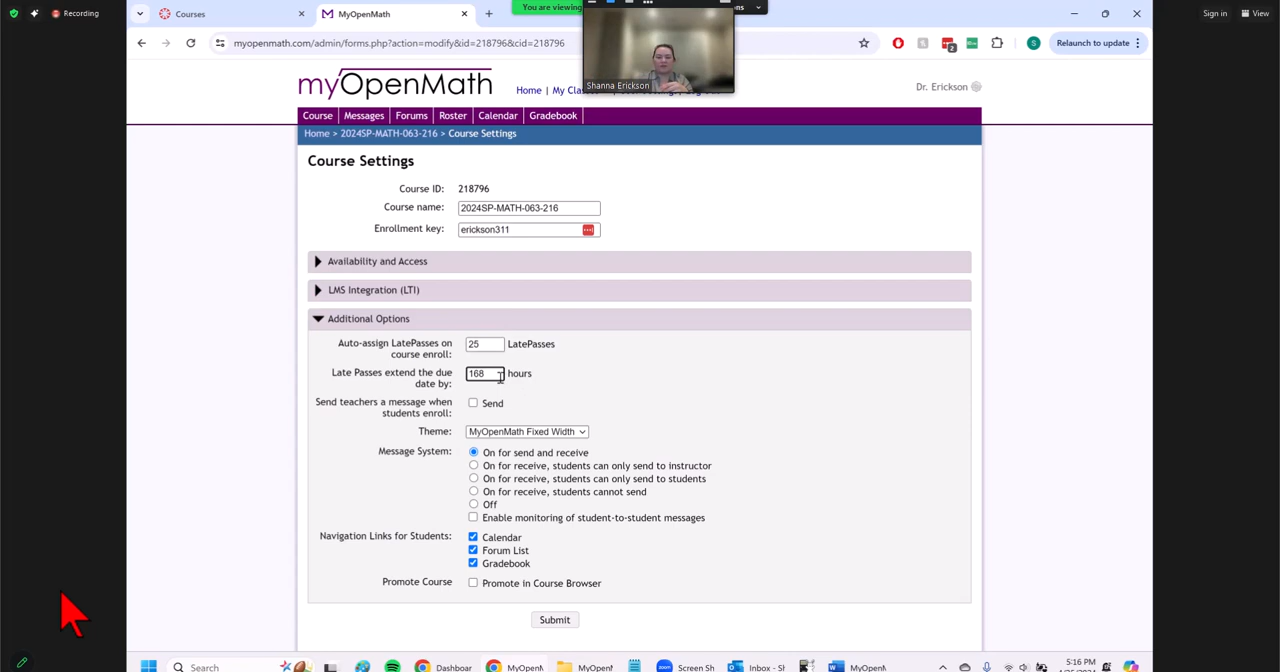 Recording
Courses
MyOpenMath
You are viewing
ons
Sign in
View
myopenmath.com/admin/forms.php?action=modify&id=218796&cid=218796
2
S
Relaunch to update
Shanna Erickson
myOpenMath
Home | My Clas
Dr. Erickson
Course Messages Forums Roster Calendar Gradebook
Home > 2024SP-MATH-063-216 > Course Settings
Course Settings
Course ID: 218796
Course name: 2024SP-MATH-063-216
Enrollment key: erickson311
Availability and Access
LMS Integration (LTI)
Additional Options
Auto-assign LatePasses on course enroll: 25 LatePasses
Late Passes extend the due date by: 168 hours
Send teachers a message when students enroll: Send
Theme: MyOpenMath Fixed Width
Message System: On for send and receive
On for receive, students can only send to instructor
On for receive, students can only send to students
On for receive, students cannot send
Off
Enable monitoring of student-to-student messages
Navigation Links for Students: Calendar
Forum List
Gradebook
Promote Course Promote in Course Browser
Submit
Search
Dashboar
MyOpenM
MyOpenM
Screen Sh
Inbox - Sh
MyOpenM
5:16 PM